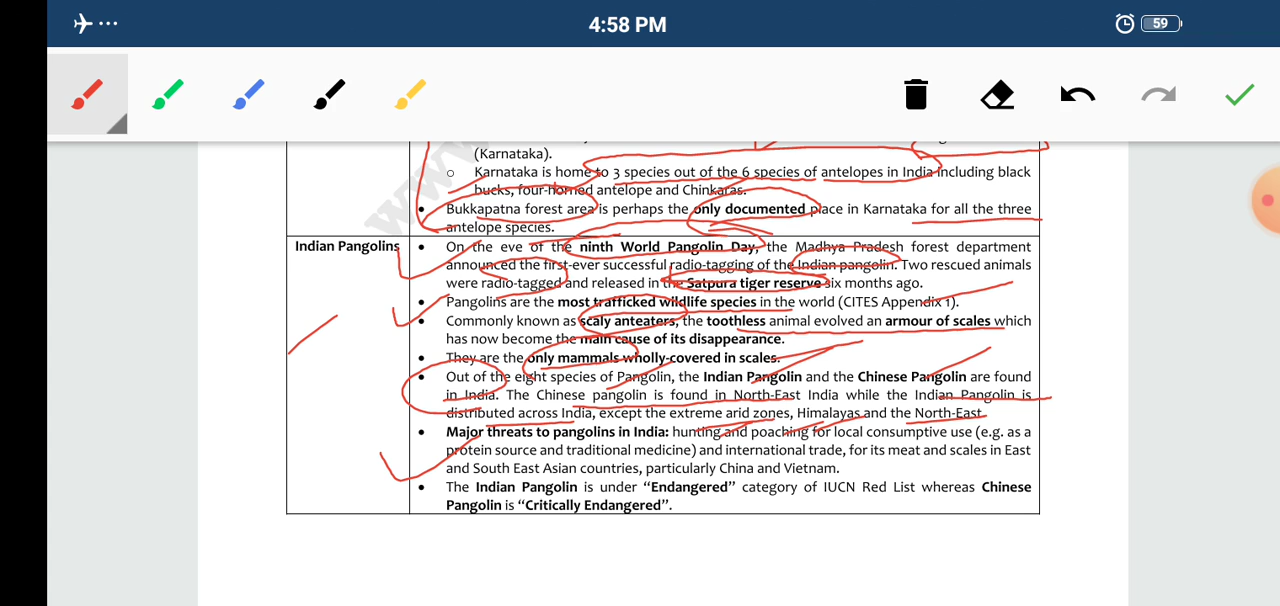 4:58 PM
59
(Karnataka).
o Karnataka is home to 3 species out of the 6 species of antelopes in India including black
bucks, four-horned antelope and Chinkaras.
• Bukkapatna forest area is perhaps the only documented place in Karnataka for all the three
antelope species.
Indian Pangolins
• On the eve of the ninth World Pangolin Day, the Madhya Pradesh forest department
announced the first-ever successful radio-tagging of the Indian pangolin. Two rescued animals
were radio-tagged and released in the Satpura tiger reserve six months ago.
• Pangolins are the most trafficked wildlife species in the world (CITES Appendix 1).
• Commonly known as scaly anteaters, the toothless animal evolved an armour of scales which
has now become the main cause of its disappearance.
• They are the only mammals wholly-covered in scales.
• Out of the eight species of Pangolin, the Indian Pangolin and the Chinese Pangolin are found
in India. The Chinese pangolin is found in North-East India while the Indian Pangolin is
distributed across India, except the extreme arid zones, Himalayas and the North-East
• Major threats to pangolins in India: hunting and poaching for local consumptive use (e.g. as a
protein source and traditional medicine) and international trade, for its meat and scales in East
and South East Asian countries, particularly China and Vietnam.
• The Indian Pangolin is under “Endangered” category of IUCN Red List whereas Chinese
Pangolin is “Critically Endangered”.
www